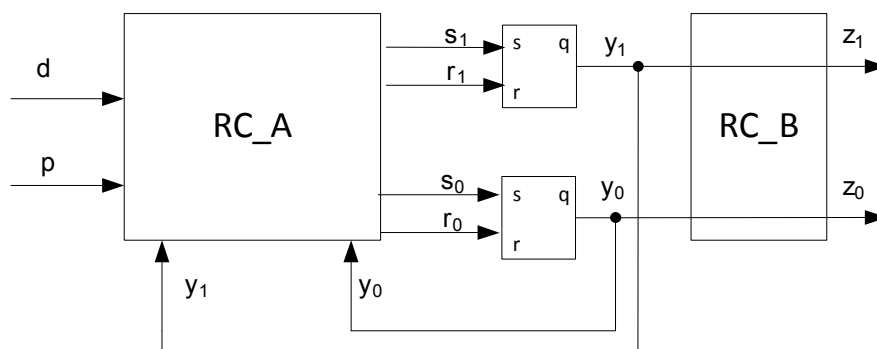 s₁ y₁ z₁
s q
r₁
r
d
RC_A RC_B
p
s₀ y₀ z₀
s q
r₀
r
y₁ y₀